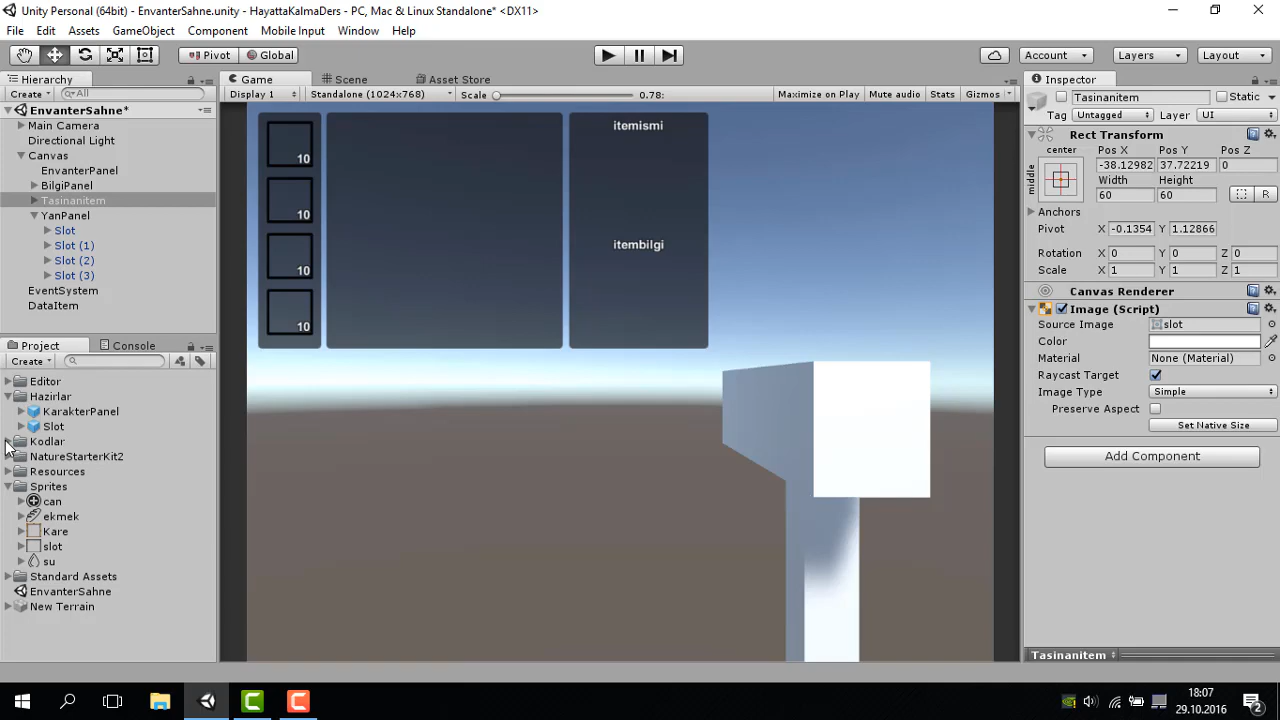 Unity Personal (64bit) - EnvanterSahne.unity - HayattaKalmaDers - PC, Mac & Linux Standalone* <DX11>
File Edit Assets GameObject Component Mobile Input Window Help
Pivot Global Account Layers Layout
Hierarchy
Create All
EnvanterSahne*
Main Camera
Directional Light
Canvas
EnvanterPanel
BilgiPanel
Tasinanitem
YanPanel
Slot
Slot (1)
Slot (2)
Slot (3)
EventSystem
DataItem
Project Console
Create
Editor
Hazirlar
KarakterPanel
Slot
Kodlar
NatureStarterKit2
Resources
Sprites
can
ekmek
Kare
slot
su
Standard Assets
EnvanterSahne
New Terrain
Game Scene Asset Store
Display 1 Standalone (1024x768) Scale 0.78: Maximize on Play Mute audio Stats Gizmos
10
10
10
10
itemismi
itembilgi
Inspector
Tasinanitem Static
Tag Untagged Layer UI
Rect Transform
center Pos X Pos Y Pos Z
middle -38.12982 37.72219 0
Width Height
60 60 R
Anchors
Pivot X -0.1354 Y 1.12866
Rotation X 0 Y 0 Z 0
Scale X 1 Y 1 Z 1
Canvas Renderer
Image (Script)
Source Image slot
Color
Material None (Material)
Raycast Target
Image Type Simple
Preserve Aspect
Set Native Size
Add Component
Tasinanitem
18:07
29.10.2016
2